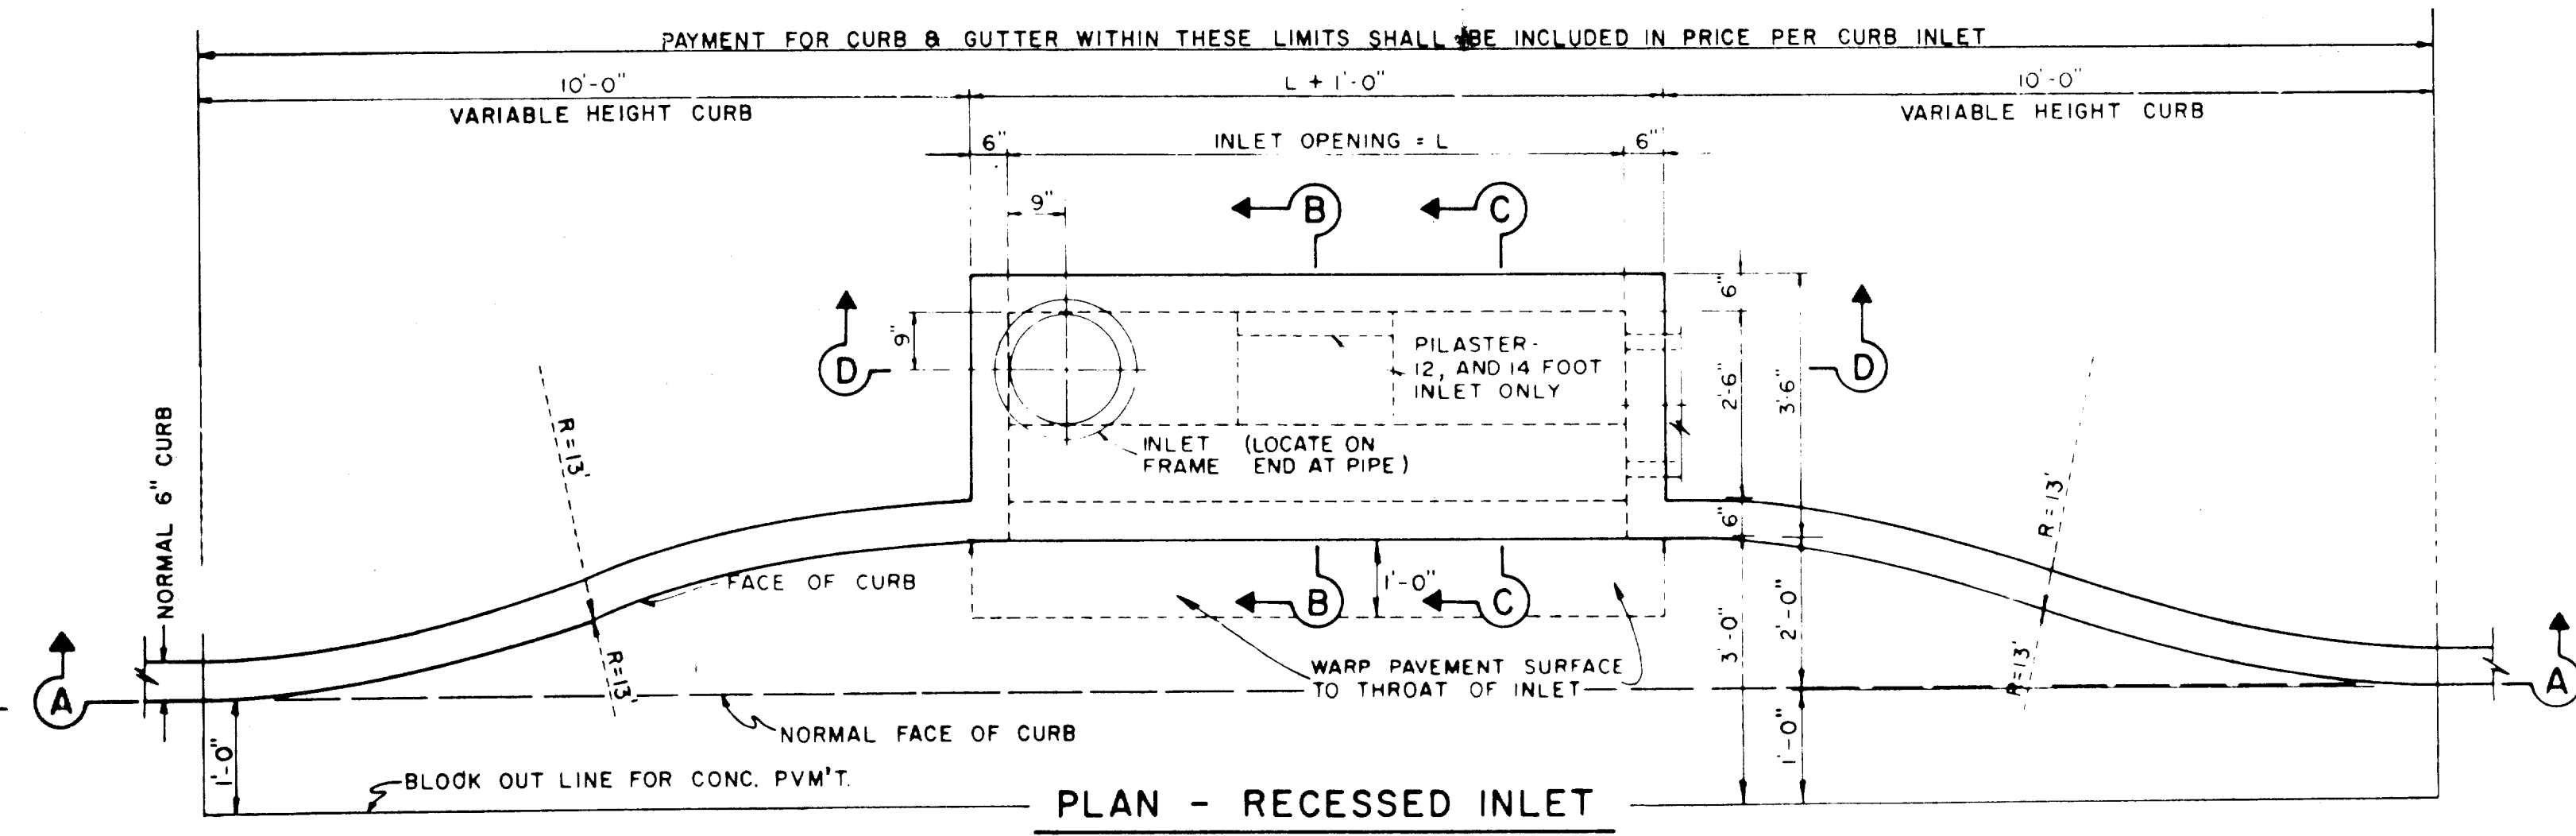 PAYMENT FOR CURB & GUTTER WITHIN THESE LIMITS SHALL BE INCLUDED IN PRICE PER CURB INLET
10'-0" L + 1'-0" 10'-0"
VARIABLE HEIGHT CURB VARIABLE HEIGHT CURB
6" INLET OPENING = L 6"
9" B C
6"
9"
D
PILASTER-
12, AND 14 FOOT
INLET ONLY
D
2'-6"
3'-6"
INLET (LOCATE ON
FRAME END AT PIPE)
NORMAL 6" CURB
R=13'
R=13'
6"
FACE OF CURB
1'-0"
B C
3'-0"
2'-0"
R=13'
R=13'
WARP PAVEMENT SURFACE
TO THROAT OF INLET
A A
NORMAL FACE OF CURB
1'-0"
1'-0"
BLOCK OUT LINE FOR CONC. PVM'T.
PLAN - RECESSED INLET